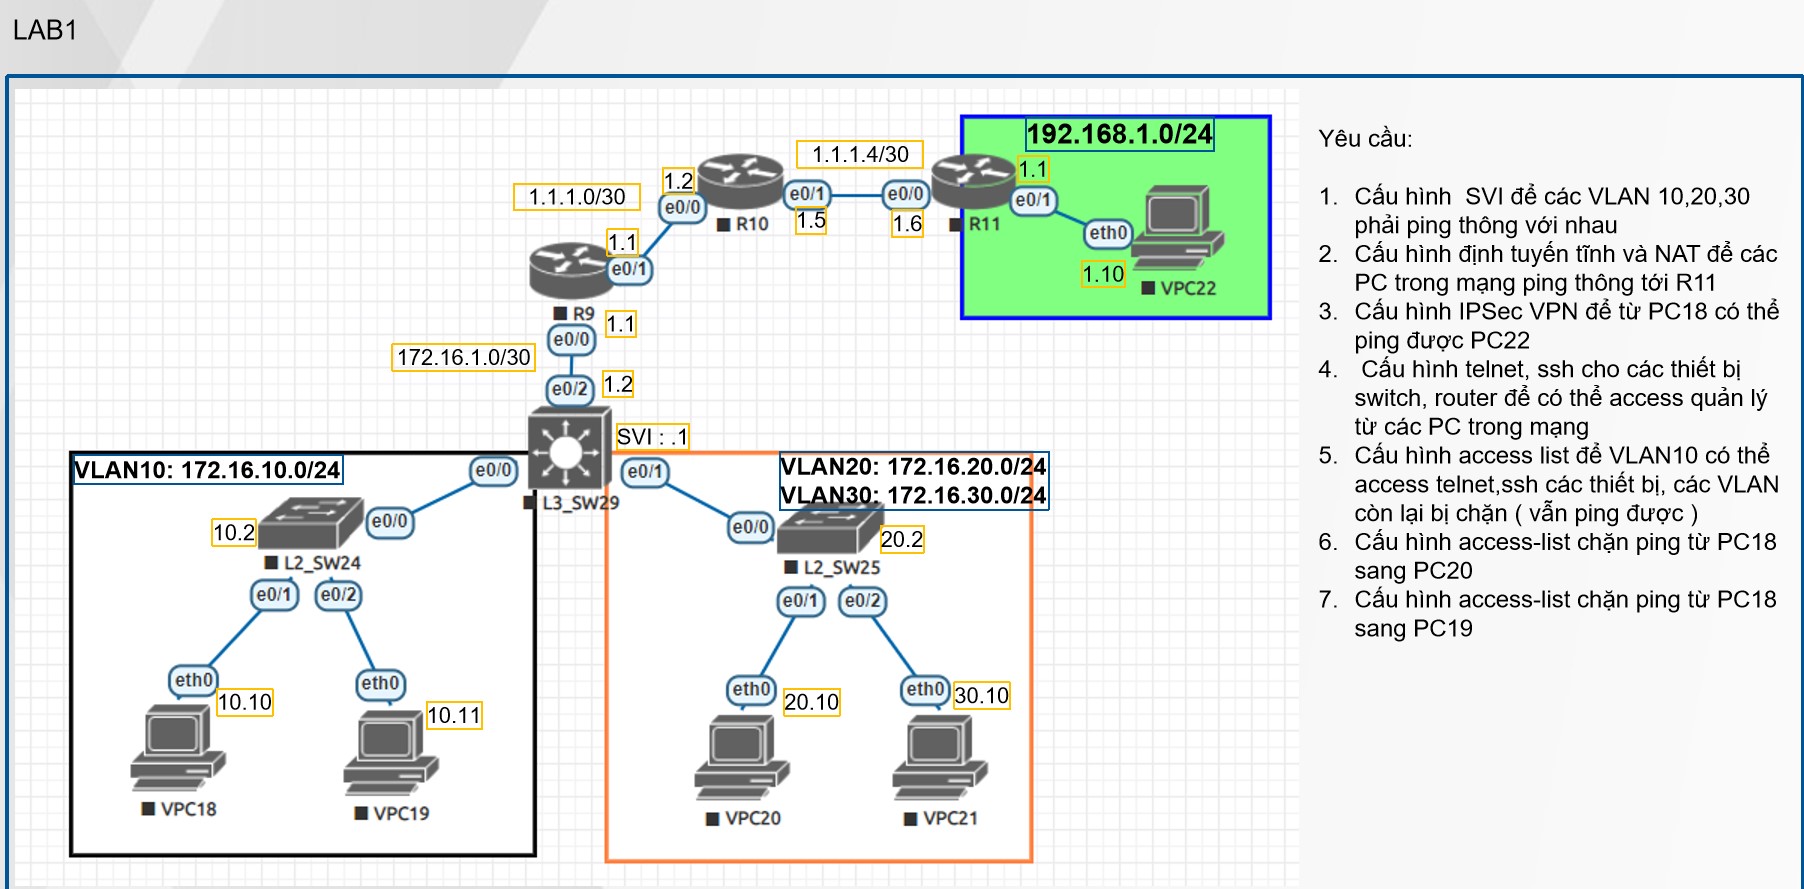 LAB1
192.168.1.0/24
1.1.1.4/30
1.2
1.1
1.1.1.0/30
e0/0
e0/1
e0/0
e0/1
1.5
1.6
R10
R11
eth0
1.1
e0/1
1.10
VPC22
R9
1.1
e0/0
172.16.1.0/30
e0/2
1.2
SVI : .1
VLAN10: 172.16.10.0/24
e0/0
e0/1
VLAN20: 172.16.20.0/24
VLAN30: 172.16.30.0/24
L3_SW29
10.2
e0/0
e0/0
20.2
L2_SW24
L2_SW25
e0/1
e0/2
e0/1
e0/2
eth0
10.10
eth0
10.11
eth0
20.10
eth0
30.10
VPC18
VPC19
VPC20
VPC21
Yêu cầu:
1. Cấu hình SVI để các VLAN 10,20,30
phải ping thông với nhau
2. Cấu hình định tuyến tĩnh và NAT để các
PC trong mạng ping thông tới R11
3. Cấu hình IPSec VPN để từ PC18 có thể
ping được PC22
4. Cấu hình telnet, ssh cho các thiết bị
switch, router để có thể access quản lý
từ các PC trong mạng
5. Cấu hình access list để VLAN10 có thể
access telnet,ssh các thiết bị, các VLAN
còn lại bị chặn ( vẫn ping được )
6. Cấu hình access-list chặn ping từ PC18
sang PC20
7. Cấu hình access-list chặn ping từ PC18
sang PC19